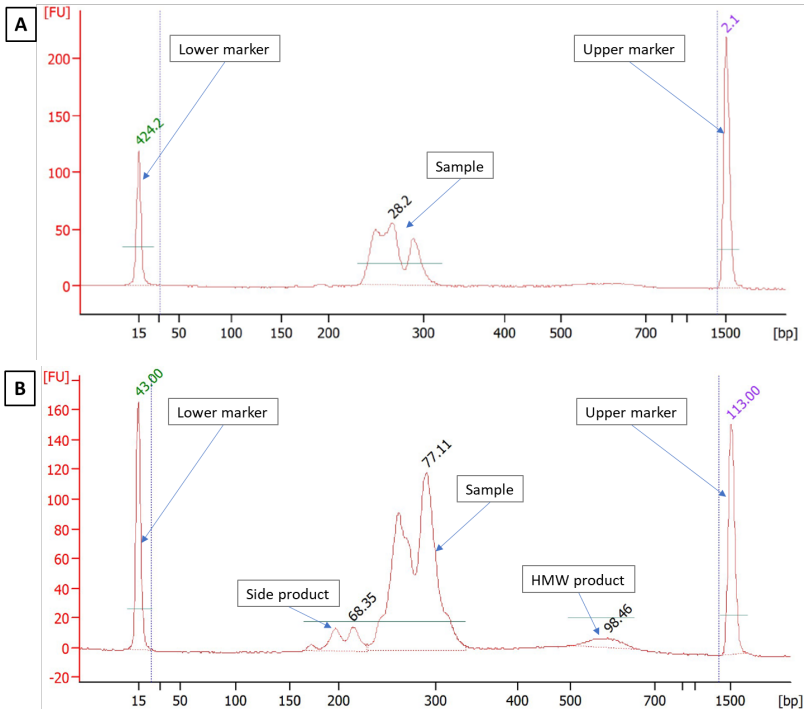 A
[FU]
200
150
100
50
0
424.2
Lower marker
28.2
Sample
Upper marker
2.1
15 50 100 150 200 300 400 500 700 1500 [bp]
B
[FU]
160
140
120
100
80
60
40
20
0
-20
43.00
Lower marker
Side product
68.35
77.11
Sample
HMW product
98.46
Upper marker
113.00
15 50 100 150 200 300 400 500 700 1500 [bp]